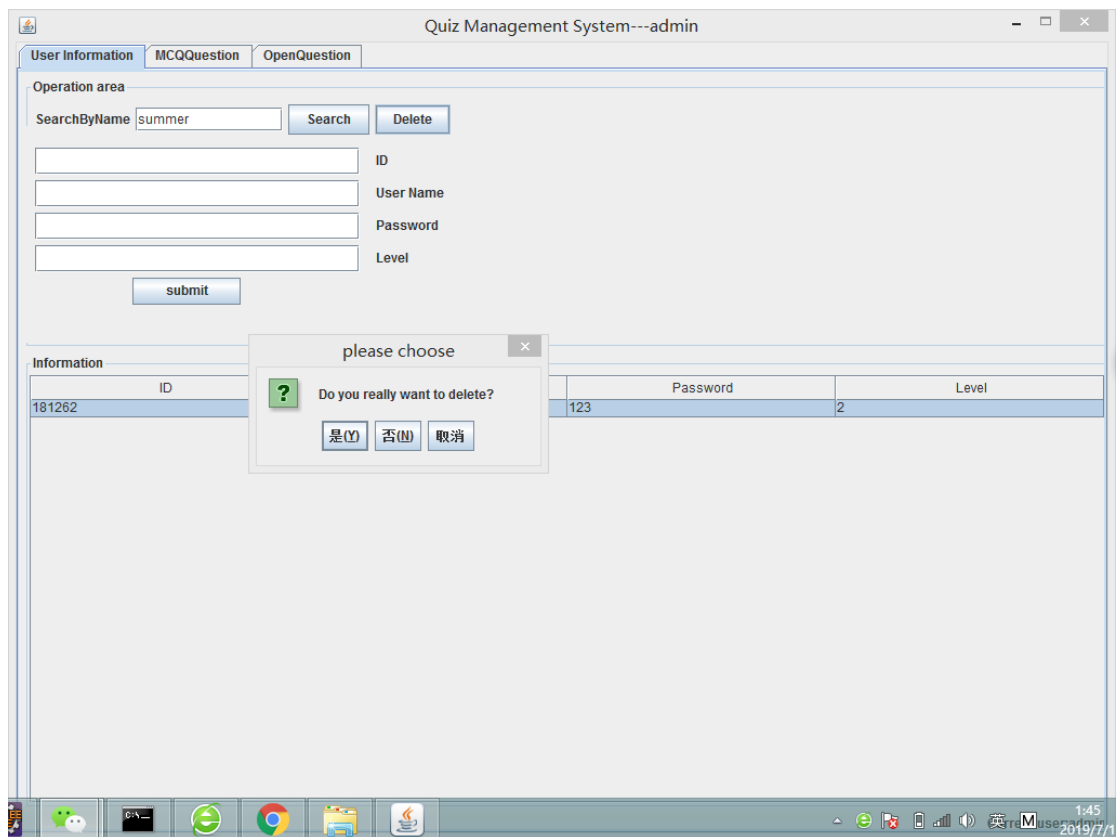 Quiz Management System---admin
User Information MCQQuestion OpenQuestion
Operation area
SearchByName summer Search Delete
ID
User Name
Password
Level
submit
please choose
Information
ID Password Level
Do you really want to delete?
181262 123 2
是(Y) 否(N) 取消
C:\
1:45
英 M useradmin
2019/7/1